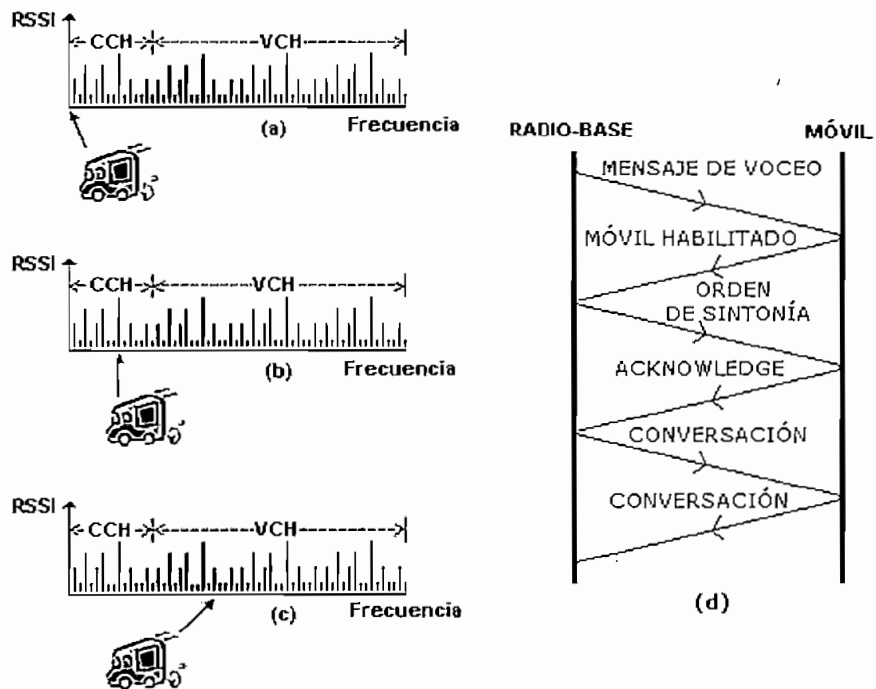 RSSI
CCH VCH
(a) Frecuencia
RSSI
CCH VCH
(b) Frecuencia
RSSI
CCH VCH
(c) Frecuencia
RADIO-BASE MÓVIL
MENSAJE DE VOCEO
MÓVIL HABILITADO
ORDEN
DE SINTONÍA
ACKNOWLEDGE
CONVERSACIÓN
CONVERSACIÓN
(d)